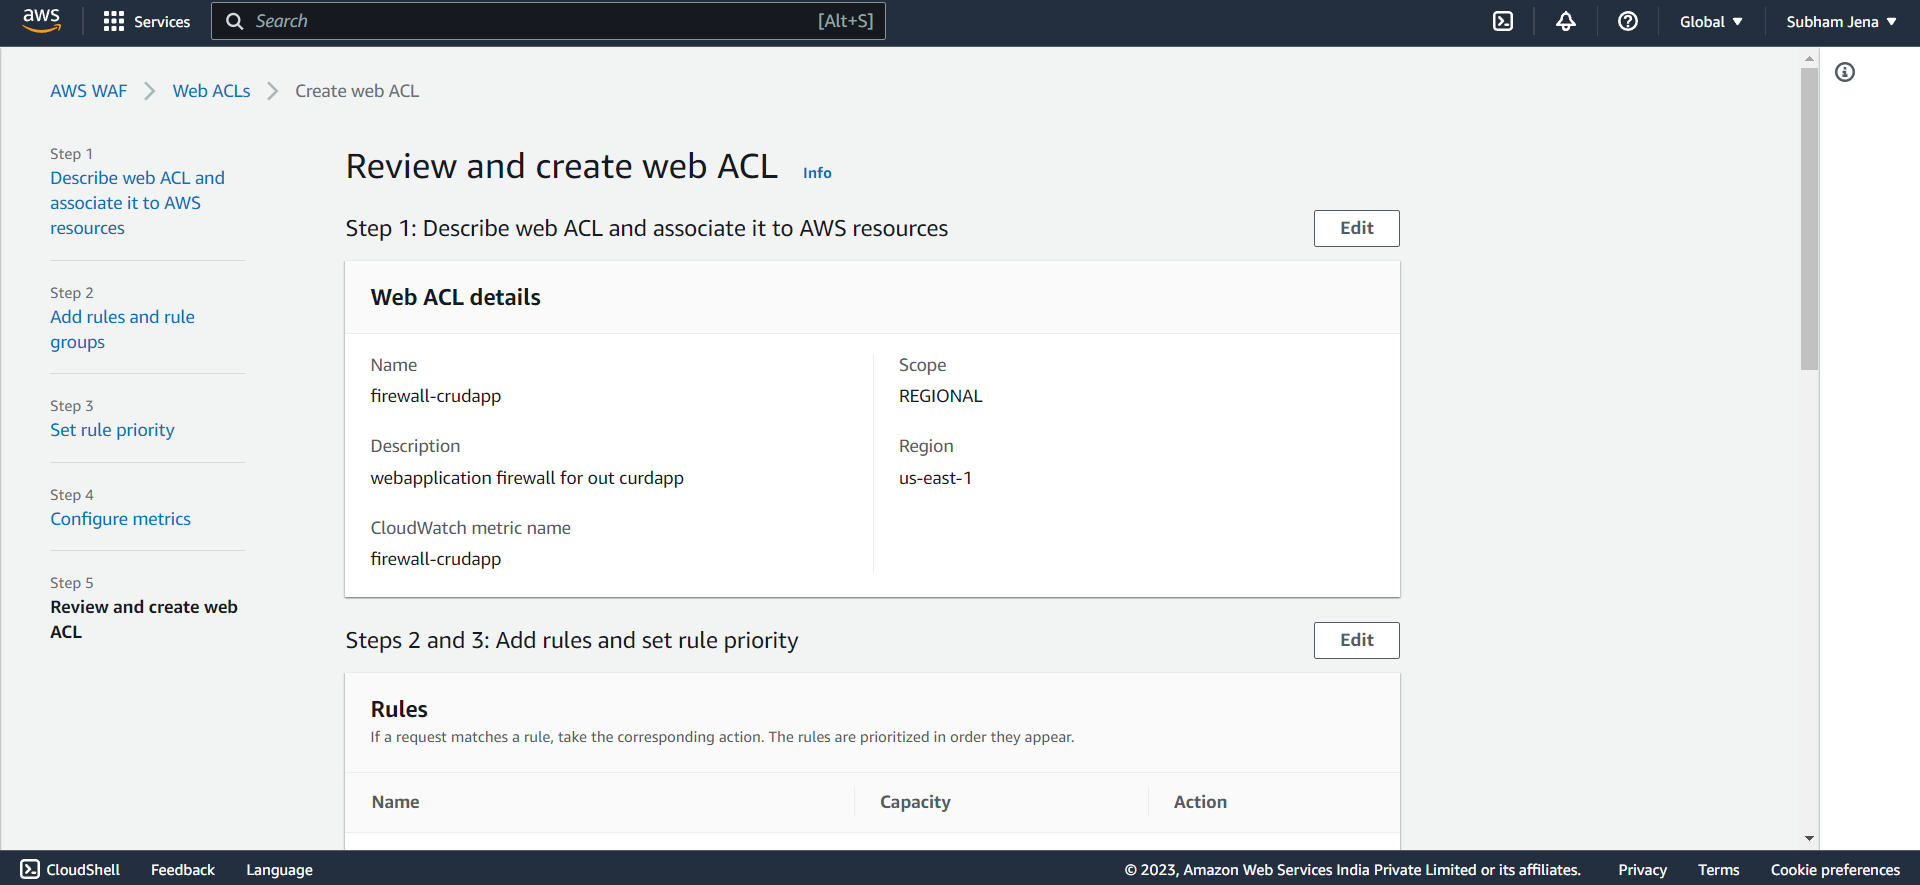 aws Services Search [Alt+S] Global Subham Jena
AWS WAF Web ACLs Create web ACL
Step 1
Describe web ACL and
associate it to AWS
resources
Step 2
Add rules and rule
groups
Step 3
Set rule priority
Step 4
Configure metrics
Step 5
Review and create web
ACL
Review and create web ACL Info
Step 1: Describe web ACL and associate it to AWS resources Edit
Web ACL details
Name
firewall-crudapp
Description
webapplication firewall for out curdapp
CloudWatch metric name
firewall-crudapp
Scope
REGIONAL
Region
us-east-1
Steps 2 and 3: Add rules and set rule priority Edit
Rules
If a request matches a rule, take the corresponding action. The rules are prioritized in order they appear.
Name Capacity Action
CloudShell Feedback Language © 2023, Amazon Web Services India Private Limited or its affiliates. Privacy Terms Cookie preferences